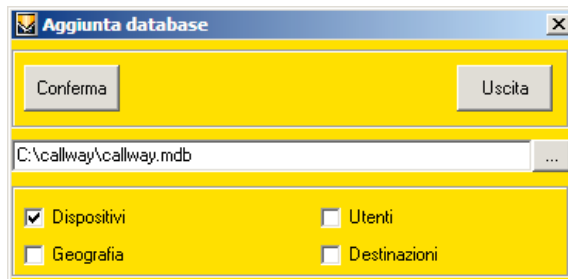 Aggiunta database
Conferma Uscita
C:\callway\callway.mdb ...
Dispositivi Utenti
Geografia Destinazioni